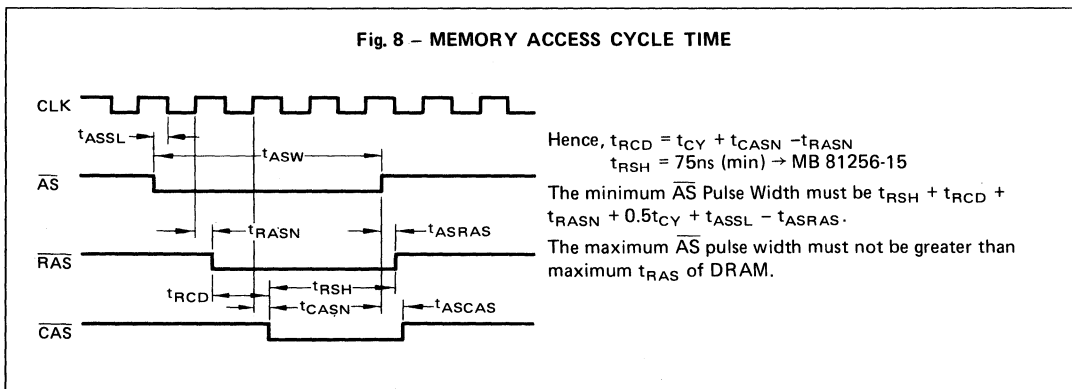 Fig. 8 – MEMORY ACCESS CYCLE TIME
CLK
tASSL
tASW
AS
Hence, tRCD = tCY + tCASN -tRASN
tRSH = 75ns (min) → MB 81256-15
The minimum AS Pulse Width must be tRSH + tRCD +
tRASN + 0.5tCY + tASSL – tASRAS.
The maximum AS pulse width must not be greater than
maximum tRAS of DRAM.
tRASN
tASRAS
RAS
tRCD
tRSH
tCASN
tASCAS
CAS